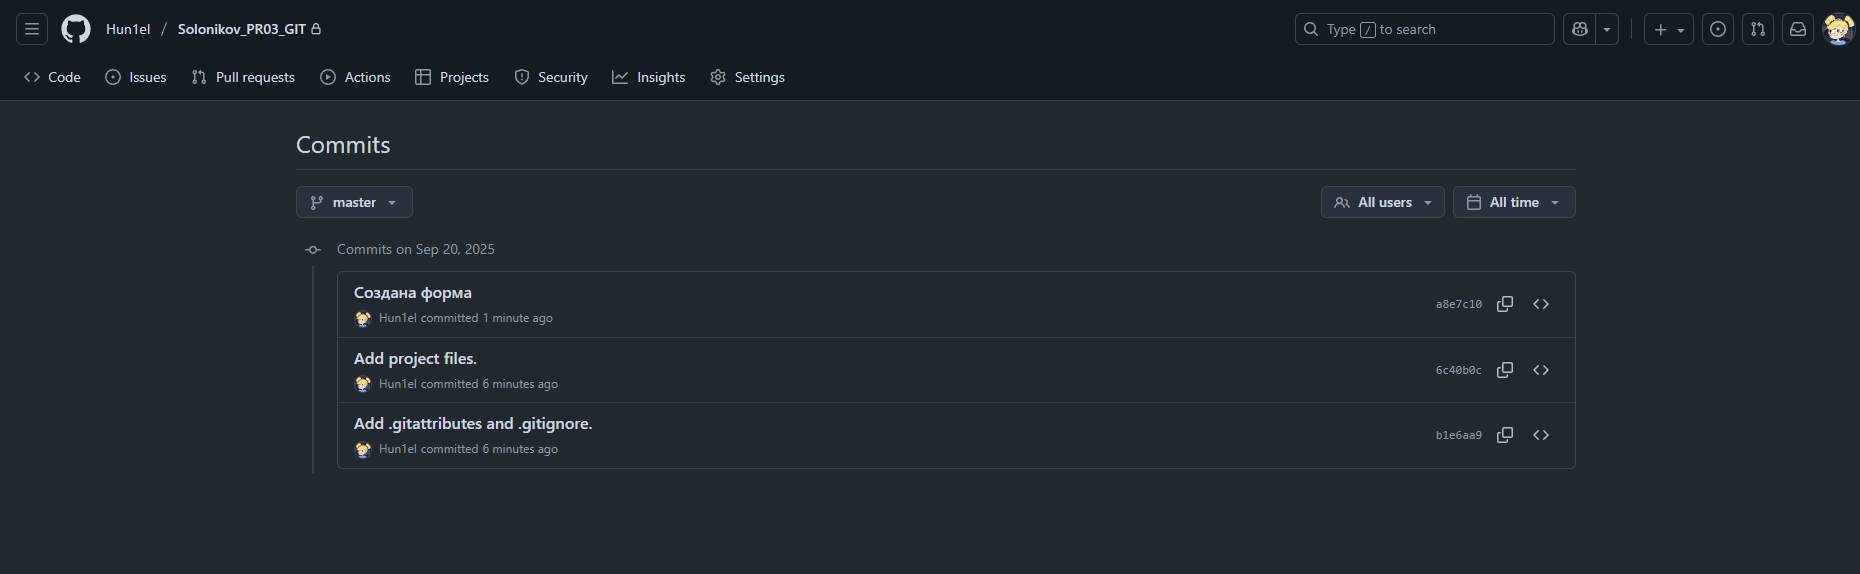 Hun1el / Solonikov_PR03_GIT
Type / to search
Code Issues Pull requests Actions Projects Security Insights Settings
Commits
master
All users All time
Commits on Sep 20, 2025
Создана форма
Hun1el committed 1 minute ago
a8e7c10
Add project files.
Hun1el committed 6 minutes ago
6c40b0c
Add .gitattributes and .gitignore.
Hun1el committed 6 minutes ago
b1e6aa9